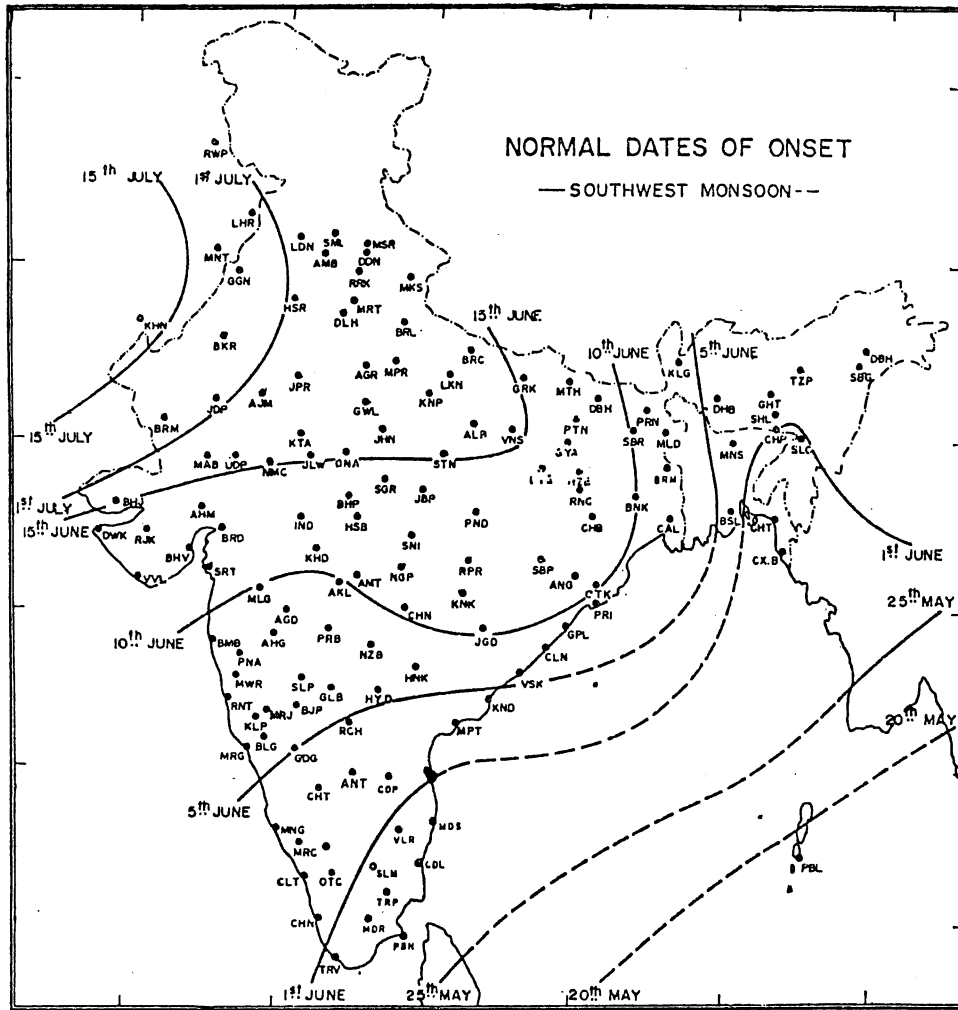 NORMAL DATES OF ONSET
— SOUTHWEST MONSOON ---
RWP
15th JULY
1st JULY
LHR
LDN
SML
MSR
MNT
AMB
DDN
GGN
RRK
MKS
HSR
MRT
DLH
KHN
15th JUNE
BKR
BRL
10th JUNE
5th JUNE
BRC
DBH
KLG
SBG
AGR
MPR
TZP
JPR
LKN
GRK
MTH
JDP
AJM
KNP
DBH
DHB
GHT
GWL
PRN
SHL
BRM
PTN
15th JULY
KTA
JHN
ALB
VNS
SBR
MLD
CHP
SLC
MNS
MAB
UDP
NMC
JLW
GNA
STN
GYA
SGR
JBP
BRM
1st JULY
BHJ
BHP
RNC
BNK
15th JUNE
DWK
RJK
AHM
BRD
IND
HSB
PND
CHB
CAL
BSL
CHT
BHV
SNI
CX.B
1st JUNE
VVL
SRT
KHD
NGP
RPR
SBP
AKL
ANT
ANG
MLG
KNK
CTK
25th MAY
CHN
PRI
10th JUNE
AGD
JGD
GPL
BMB
AHG
PRB
NZB
CLN
PNA
HNK
VSK
MWR
SLP
GLB
HYD
RNT
MRJ
BJP
KND
20th MAY
KLP
RCH
MPT
MRG
BLG
GDG
ANT
CDP
5th JUNE
CHT
MNG
VLR
MDS
MRC
CLT
OTC
SLM
CDL
PBL
TRP
CHN
MDR
PBN
TRV
1st JUNE
25th MAY
20th MAY